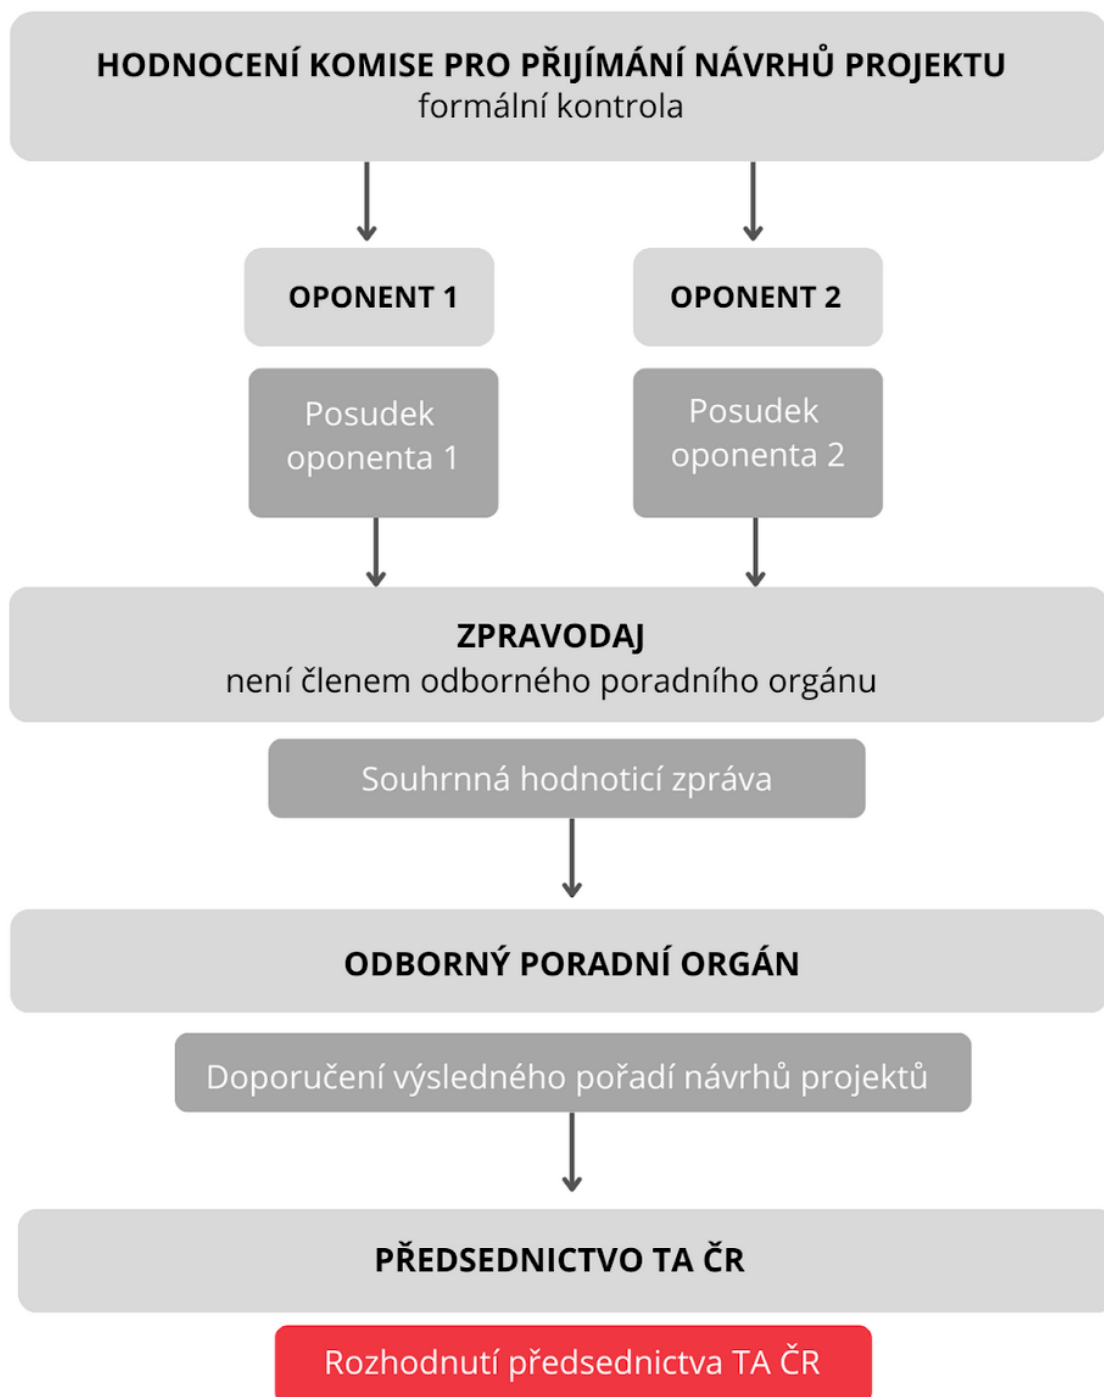 HODNOCENÍ KOMISE PRO PŘIJÍMÁNÍ NÁVRHŮ PROJEKTU
formální kontrola
OPONENT 1
OPONENT 2
Posudek
oponenta 1
Posudek
oponenta 2
ZPRAVODAJ
není členem odborného poradního orgánu
Souhrnná hodnoticí zpráva
ODBORNÝ PORADNÍ ORGÁN
Doporučení výsledného pořadí návrhů projektů
PŘEDSEDNICTVO TA ČR
Rozhodnutí předsednictva TA ČR